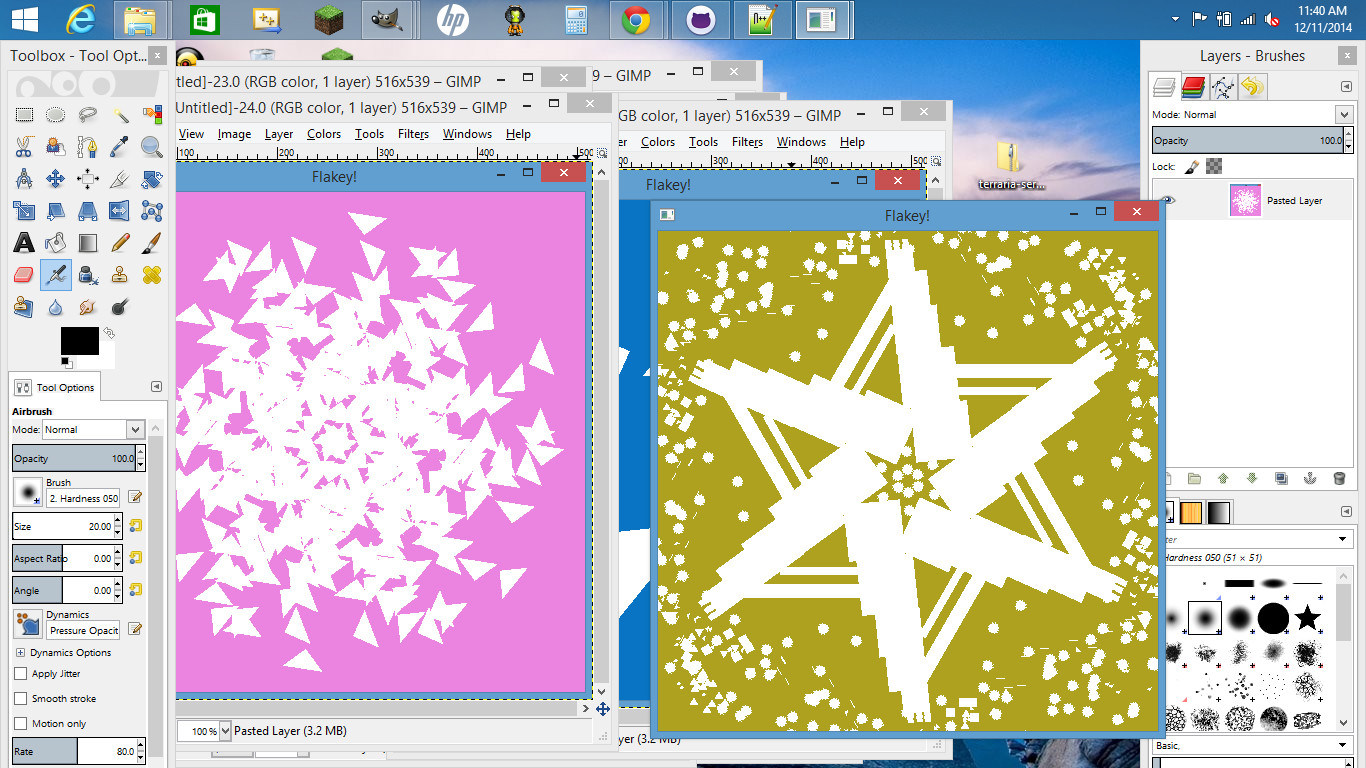 11:40 AM
12/11/2014
Toolbox - Tool Opt...
tled]-23.0 (RGB color, 1 layer) 516x539 – GIMP
9 – GIMP
Untitled]-24.0 (RGB color, 1 layer) 516x539 – GIMP
GB color, 1 layer) 516x539 – GIMP
Layers - Brushes
View Image Layer Colors Tools Filters Windows Help
er Colors Tools Filters Windows Help
100 200 300 400 500
300 400 500
Flakey!
Flakey!
Flakey!
terraria-ser...
Mode: Normal
Opacity 100.0
Lock:
Pasted Layer
Tool Options
Airbrush
Mode: Normal
Opacity 100.0
Brush
2. Hardness 050
Size 20.00
Aspect Ratio 0.00
Angle 0.00
Dynamics
Pressure Opacit
Dynamics Options
Apply Jitter
Smooth stroke
Motion only
Rate 80.0
100 % Pasted Layer (3.2 MB)
yer (3.2 MB)
ter
Hardness 050 (51 × 51)
Basic,